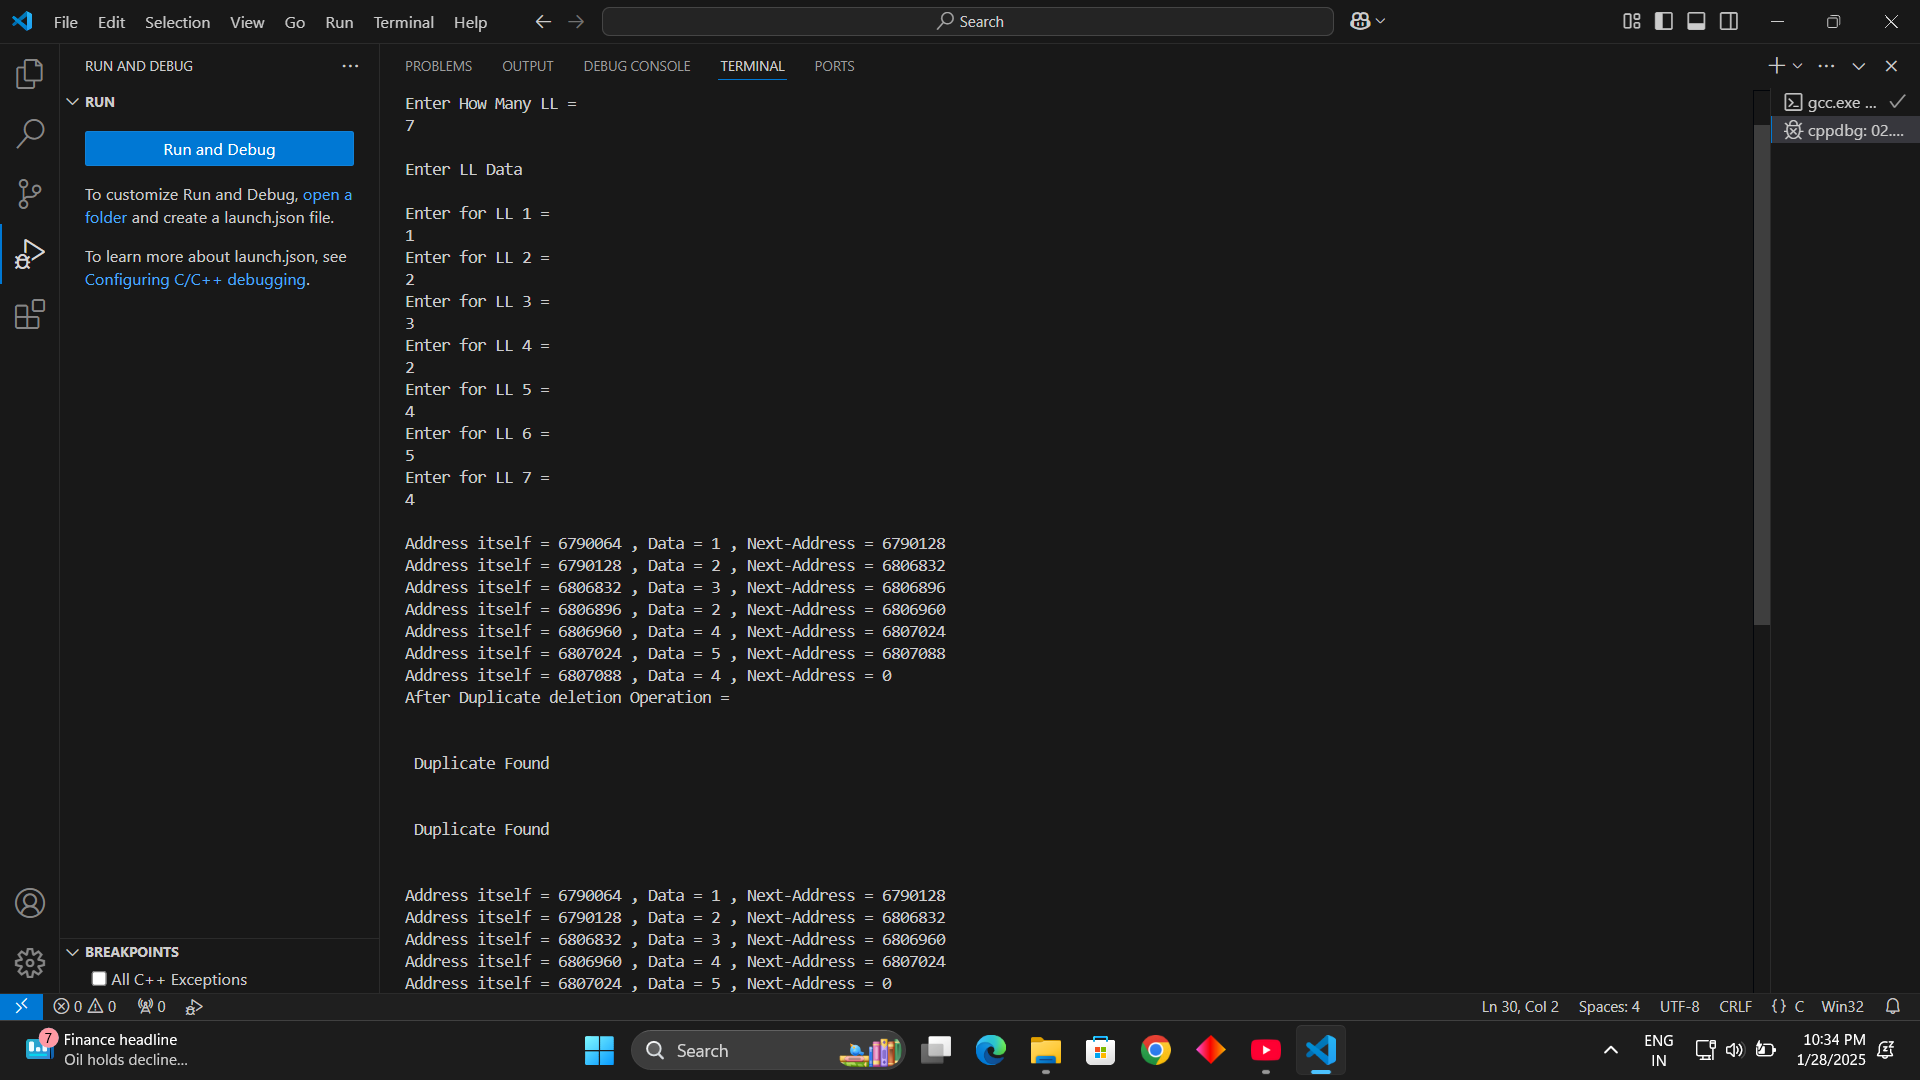 File Edit Selection View Go Run Terminal Help
Search
RUN AND DEBUG
RUN
Run and Debug
To customize Run and Debug, open a
folder and create a launch.json file.
To learn more about launch.json, see
Configuring C/C++ debugging.
BREAKPOINTS
All C++ Exceptions
PROBLEMS OUTPUT DEBUG CONSOLE TERMINAL PORTS
Enter How Many LL =
7
Enter LL Data
Enter for LL 1 =
1
Enter for LL 2 =
2
Enter for LL 3 =
3
Enter for LL 4 =
2
Enter for LL 5 =
4
Enter for LL 6 =
5
Enter for LL 7 =
4
Address itself = 6790064 , Data = 1 , Next-Address = 6790128
Address itself = 6790128 , Data = 2 , Next-Address = 6806832
Address itself = 6806832 , Data = 3 , Next-Address = 6806896
Address itself = 6806896 , Data = 2 , Next-Address = 6806960
Address itself = 6806960 , Data = 4 , Next-Address = 6807024
Address itself = 6807024 , Data = 5 , Next-Address = 6807088
Address itself = 6807088 , Data = 4 , Next-Address = 0
After Duplicate deletion Operation =
Duplicate Found
Duplicate Found
Address itself = 6790064 , Data = 1 , Next-Address = 6790128
Address itself = 6790128 , Data = 2 , Next-Address = 6806832
Address itself = 6806832 , Data = 3 , Next-Address = 6806960
Address itself = 6806960 , Data = 4 , Next-Address = 6807024
Address itself = 6807024 , Data = 5 , Next-Address = 0
gcc.exe ...
cppdbg: 02....
0 0 0
Ln 30, Col 2 Spaces: 4 UTF-8 CRLF {} C Win32
7
Finance headline
Oil holds decline...
Search
ENG
IN
10:34 PM
1/28/2025